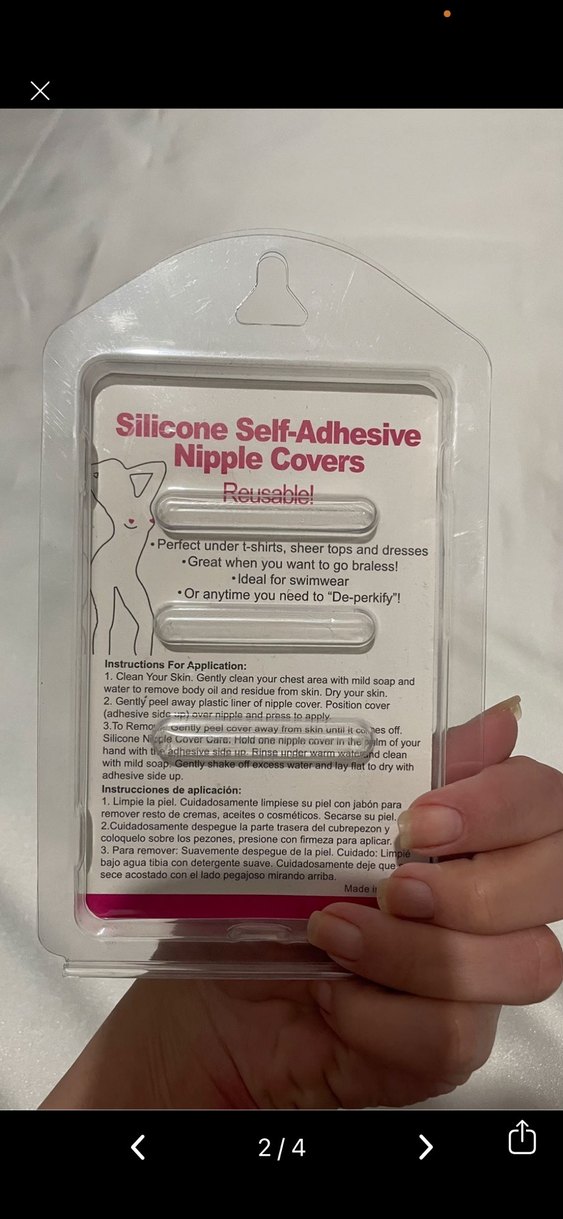 Silicone Self-Adhesive
Nipple Covers
Reusable!
•Perfect under t-shirts, sheer tops and dresses
•Great when you want to go braless!
•Ideal for swimwear
•Or anytime you need to “De-perkify”!
Instructions For Application:
1. Clean Your Skin. Gently clean your chest area with mild soap and
water to remove body oil and residue from skin. Dry your skin.
2. Gently peel away plastic liner of nipple cover. Position cover
(adhesive side up) over nipple and press to apply.
3.To Remov Gently peel cover away from skin until it comes off.
Silicone Nipple Cover Care: Hold one nipple cover in the palm of your
hand with the adhesive side up. Rinse under warm water and clean
with mild soap. Gently shake off excess water and lay flat to dry with
adhesive side up.
Instrucciones de aplicación:
1. Limpie la piel. Cuidadosamente limpiese su piel con jabón para
remover resto de cremas, aceites o cosméticos. Secarse su piel.
2.Cuidadosamente despegue la parte trasera del cubrepezon y
coloquelo sobre los pezones, presione con firmeza para aplicar.
3. Para remover: Suavemente despegue de la piel. Cuidado: Limpie
bajo agua tibia con detergente suave. Cuidadosamente deje que
sece acostado con el lado pegajoso mirando arriba.
Made in
2 / 4